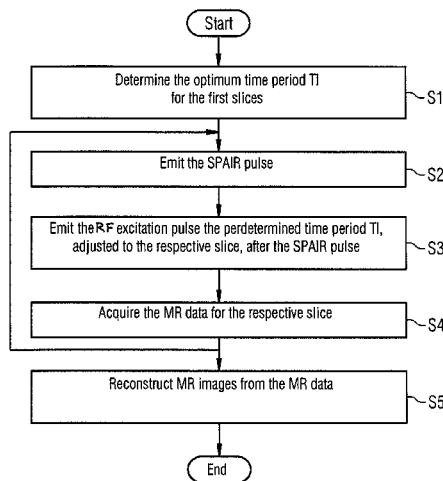 Start
Determine the optimum time period TI
for the first slices
S1
Emit the SPAIR pulse
S2
Emit the RF excitation pulse the perdetermined time period TI,
adjusted to the respective slice, after the SPAIR pulse
S3
Acquire the MR data for the respective slice
S4
Reconstruct MR images from the MR data
S5
End